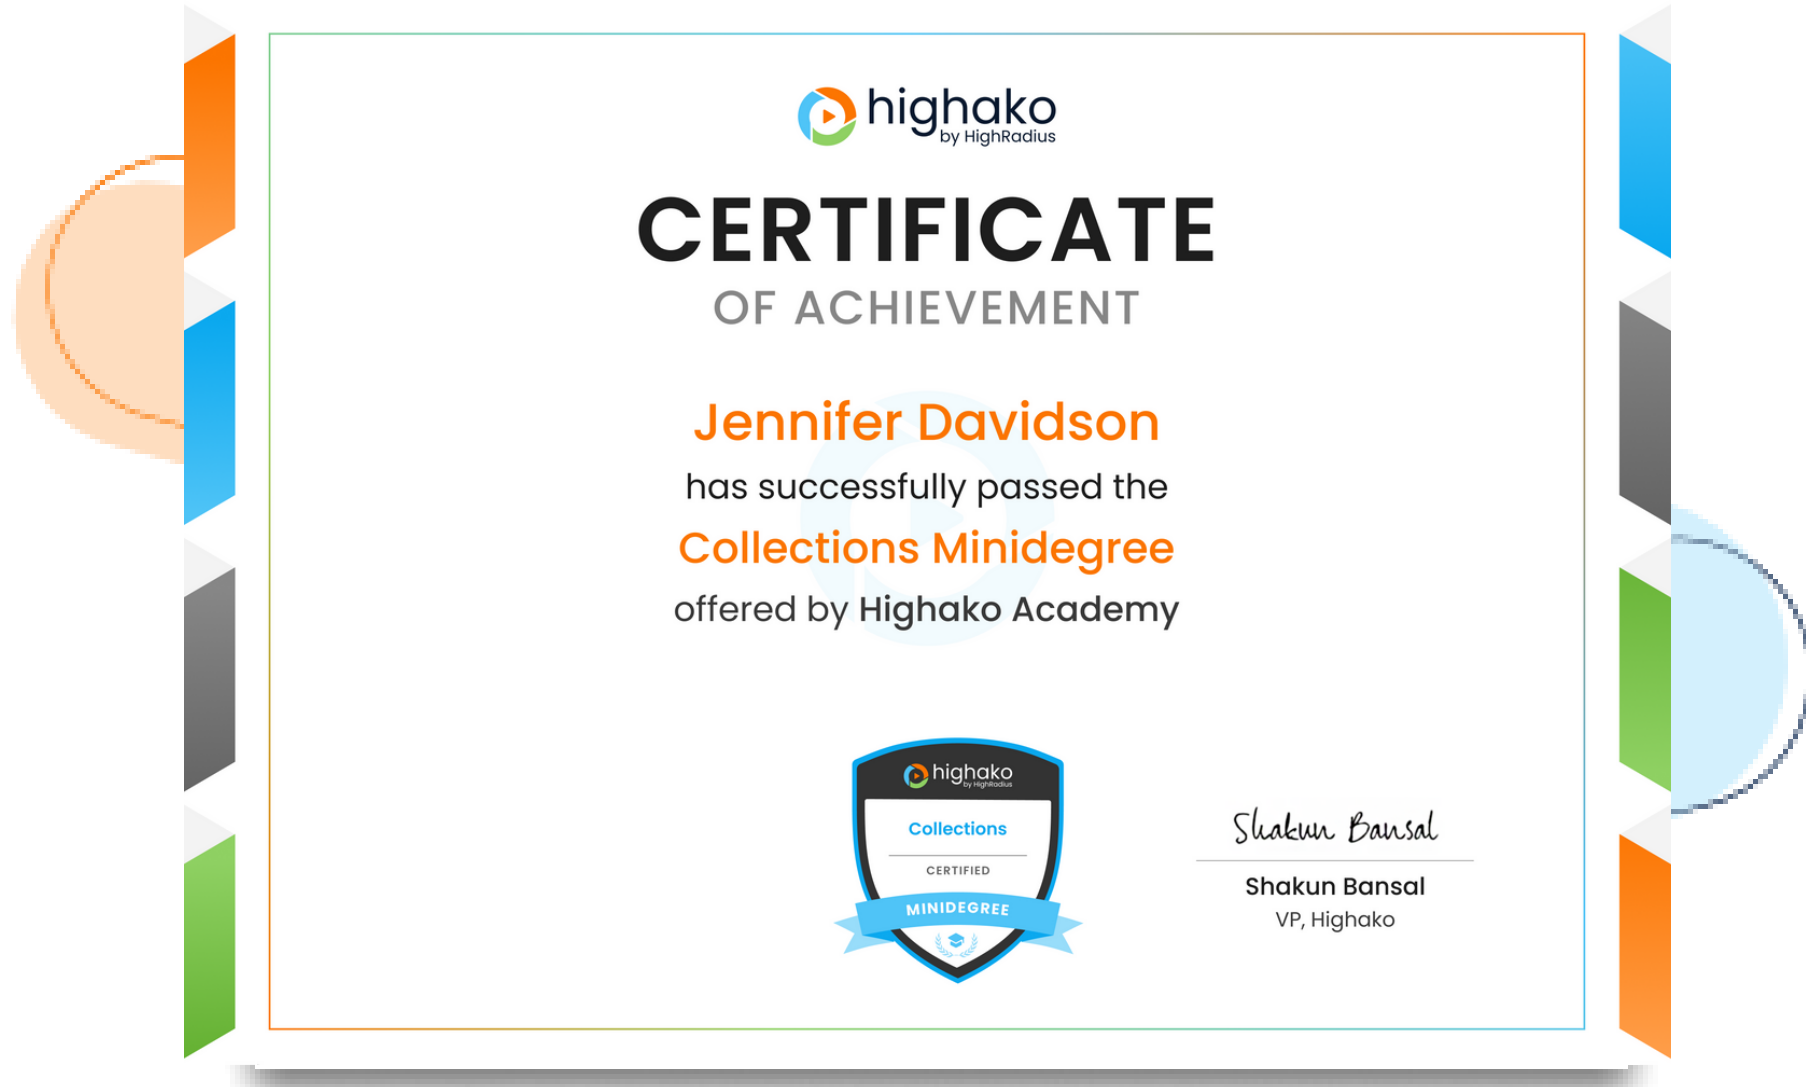 highako
by HighRadius
CERTIFICATE
OF ACHIEVEMENT
Jennifer Davidson
has successfully passed the
Collections Minidegree
offered by Highako Academy
highako
by HighRadius
Collections
CERTIFIED
MINIDEGREE
Shakun Bansal
Shakun Bansal
VP, Highako